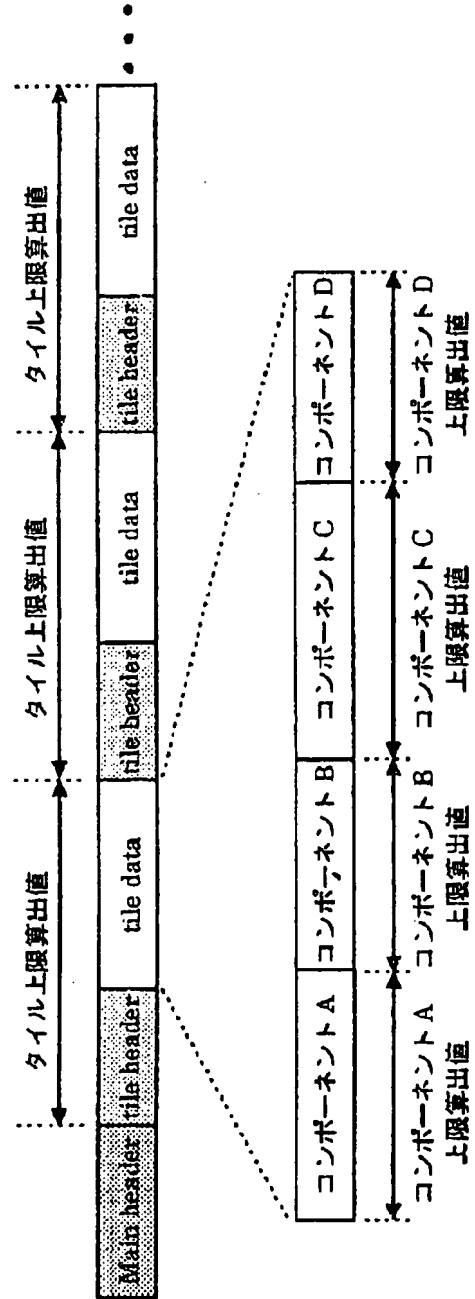 タイル上限算出値
タイル上限算出値
タイル上限算出値
Main header
tile header
tile data
tile header
tile data
tile header
tile data
コンポーネントA
コンポーネントB
コンポーネントC
コンポーネントD
コンポーネントA
上限算出値
コンポーネントB
上限算出値
コンポーネントC
上限算出値
コンポーネントD
上限算出値